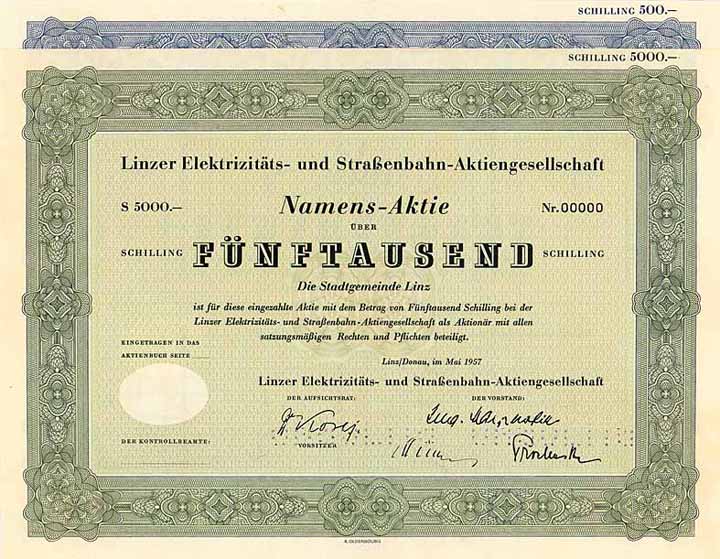 SCHILLING 500.—
SCHILLING 5000.—
Linzer Elektrizitäts- und Straßenbahn-Aktiengesellschaft
S 5000.— Namens-Aktie Nr. 00000
ÜBER
SCHILLING FÜNFTAUSEND SCHILLING
Die Stadtgemeinde Linz
ist für diese eingezahlte Aktie mit dem Betrag von Fünftausend Schilling bei der
Linzer Elektrizitäts- und Straßenbahn-Aktiengesellschaft als Aktionär mit allen
satzungsmäßigen Rechten und Pflichten beteiligt.
EINGETRAGEN IN DAS
AKTIENBUCH SEITE
Linz/Donau, im Mai 1957
Linzer Elektrizitäts- und Straßenbahn-Aktiengesellschaft
DER AUFSICHTSRAT: DER VORSTAND:
DER KONTROLLBEAMTE: VORSITZER
R. OLDENBOURG